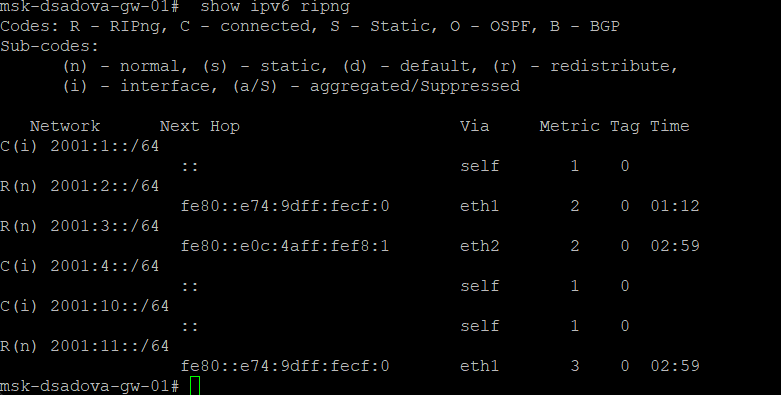 msk-dsadova-gw-01#  show ipv6 ripng
Codes: R - RIPng, C - connected, S - Static, O - OSPF, B - BGP
Sub-codes:
      (n) - normal, (s) - static, (d) - default, (r) - redistribute,
      (i) - interface, (a/S) - aggregated/Suppressed

   Network      Next Hop                      Via     Metric Tag Time
C(i) 2001:1::/64
                  ::                          self       1    0
R(n) 2001:2::/64
                  fe80::e74:9dff:fecf:0       eth1       2    0  01:12
R(n) 2001:3::/64
                  fe80::e0c:4aff:fef8:1       eth2       2    0  02:59
C(i) 2001:4::/64
                  ::                          self       1    0
C(i) 2001:10::/64
                  ::                          self       1    0
R(n) 2001:11::/64
                  fe80::e74:9dff:fecf:0       eth1       3    0  02:59
msk-dsadova-gw-01#